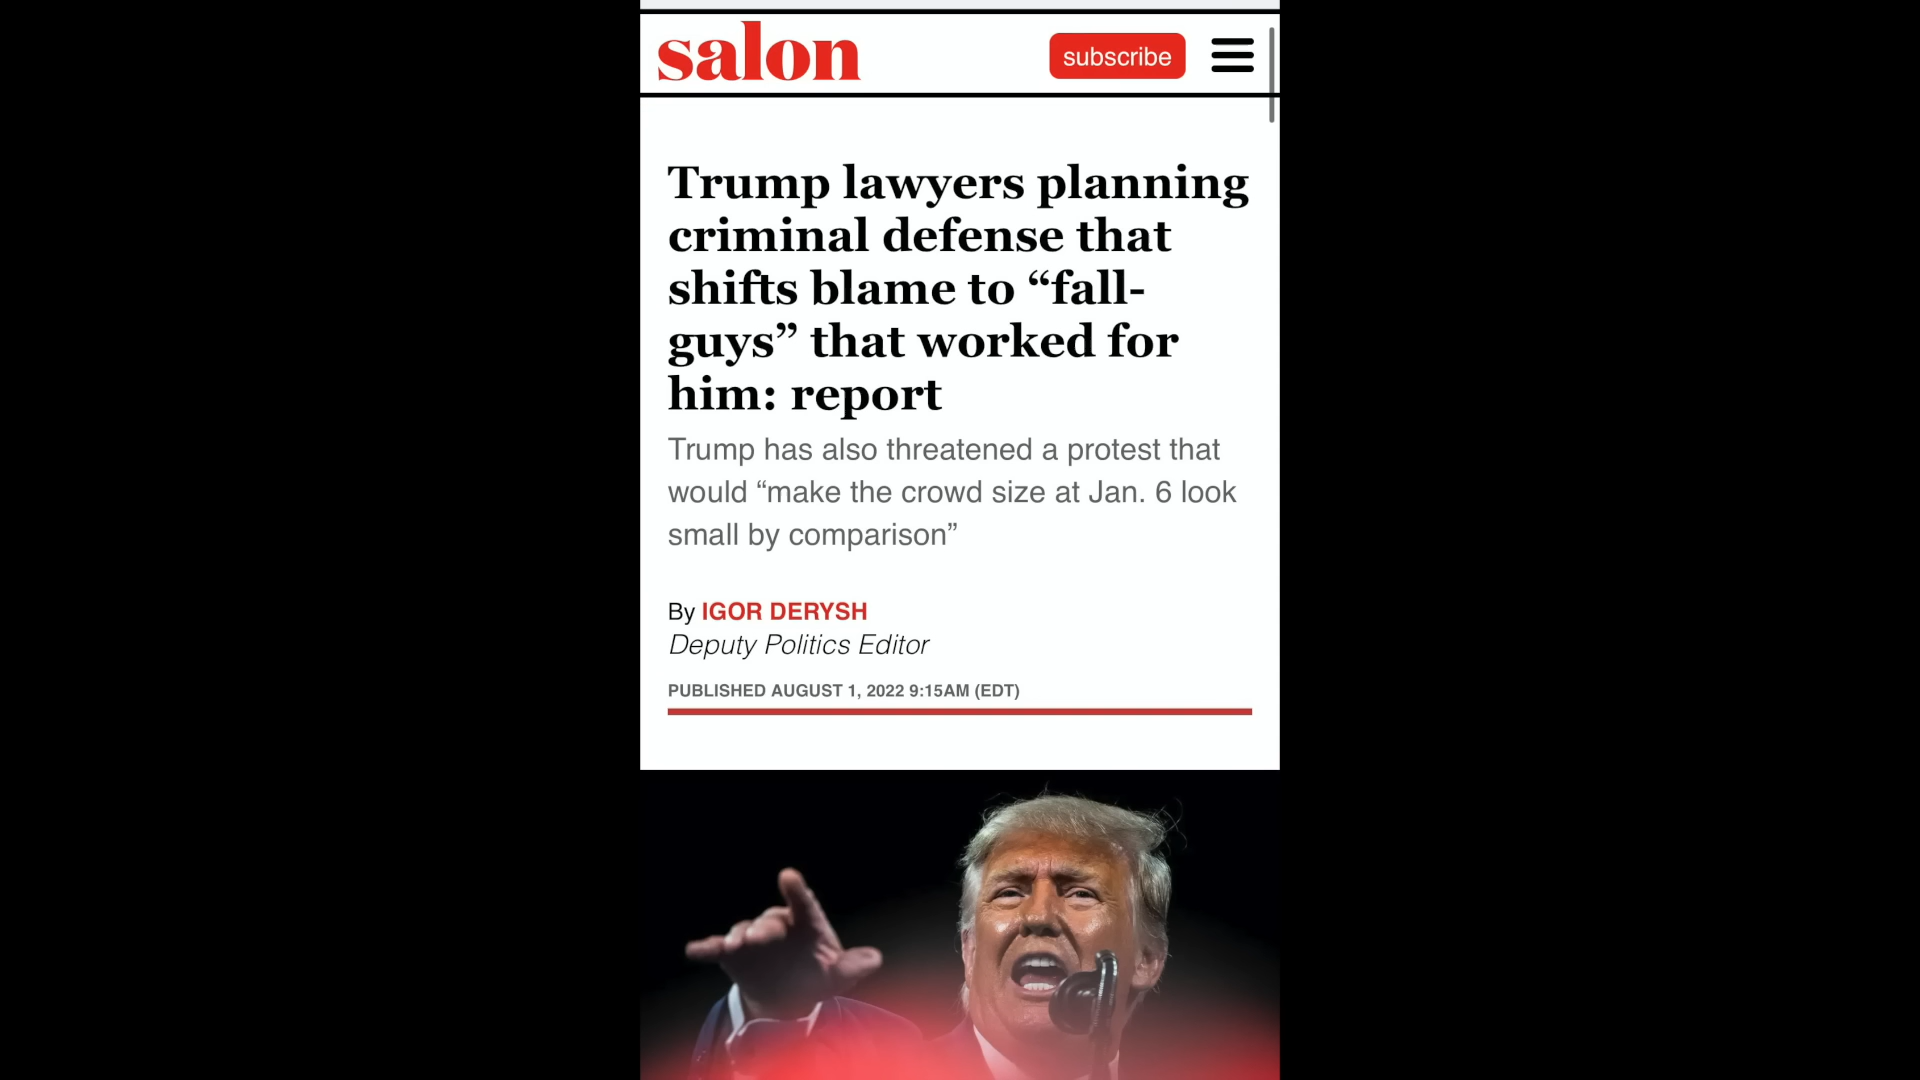 salon
subscribe
Trump lawyers planning
criminal defense that
shifts blame to “fall-
guys” that worked for
him: report
Trump has also threatened a protest that
would “make the crowd size at Jan. 6 look
small by comparison”
By IGOR DERYSH
Deputy Politics Editor
PUBLISHED AUGUST 1, 2022 9:15AM (EDT)